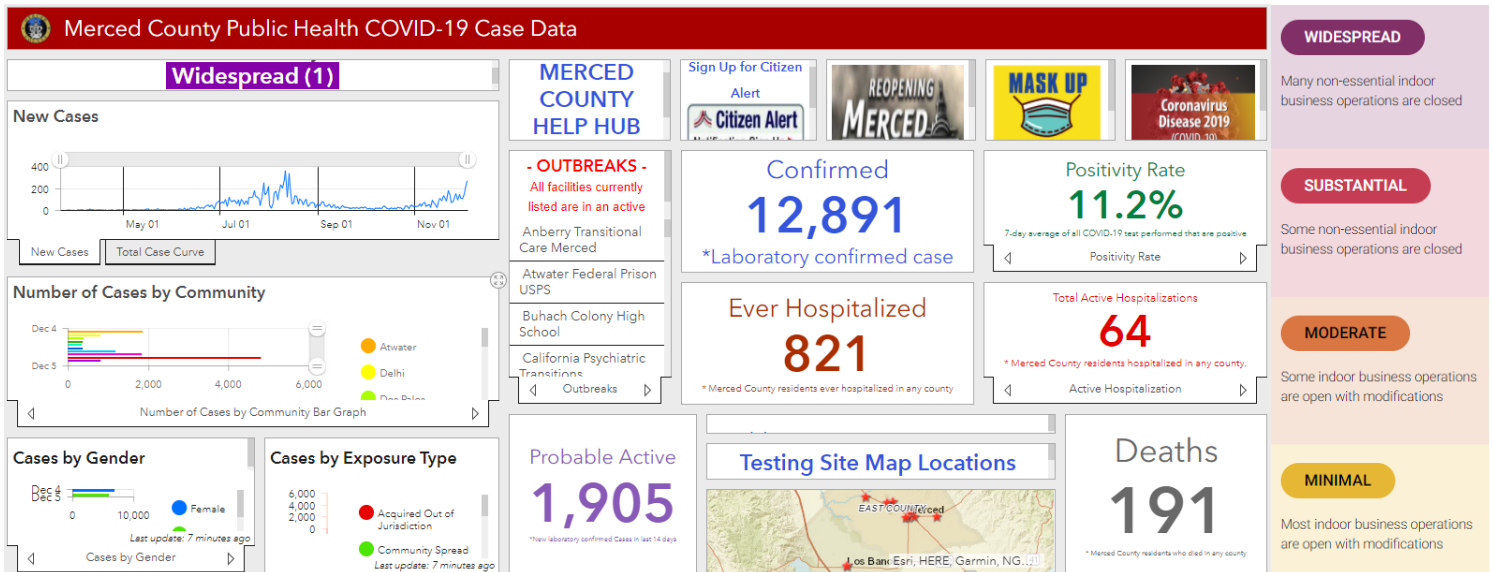 Merced County Public Health COVID-19 Case Data
Widespread (1)
New Cases
400
200
0
May 01
Jul 01
Sep 01
Nov 01
New Cases
Total Case Curve
Number of Cases by Community
Dec 4
Dec 5
0
2,000
4,000
6,000
Atwater
Delhi
Dos Palos
Number of Cases by Community Bar Graph
Cases by Gender
Dec 4
Dec 5
0
10,000
Female
Last update: 7 minutes ago
Cases by Gender
Cases by Exposure Type
6,000
4,000
2,000
0
Acquired Out of
Jurisdiction
Community Spread
Last update: 7 minutes ago
MERCED
COUNTY
HELP HUB
Sign Up for Citizen
Alert
Citizen Alert
REOPENING
MERCED
MASK UP
Coronavirus
Disease 2019
(COVID-19)
- OUTBREAKS -
All facilities currently
listed are in an active
Anberry Transitional
Care Merced
Atwater Federal Prison
USPS
Buhach Colony High
School
California Psychiatric
Transitions
Outbreaks
Confirmed
12,891
*Laboratory confirmed case
Positivity Rate
11.2%
7-day average of all COVID-19 test performed that are positive
Positivity Rate
Ever Hospitalized
821
* Merced County residents ever hospitalized in any county
Total Active Hospitalizations
64
* Merced County residents hospitalized in any county.
Active Hospitalization
Probable Active
1,905
*New laboratory confirmed Cases in last 14 days
Testing Site Map Locations
EAST COUNTY
Merced
Los Ban
Esri, HERE, Garmin, NG...
Deaths
191
* Merced County residents who died in any county
WIDESPREAD
Many non-essential indoor
business operations are closed
SUBSTANTIAL
Some non-essential indoor
business operations are closed
MODERATE
Some indoor business operations
are open with modifications
MINIMAL
Most indoor business operations
are open with modifications